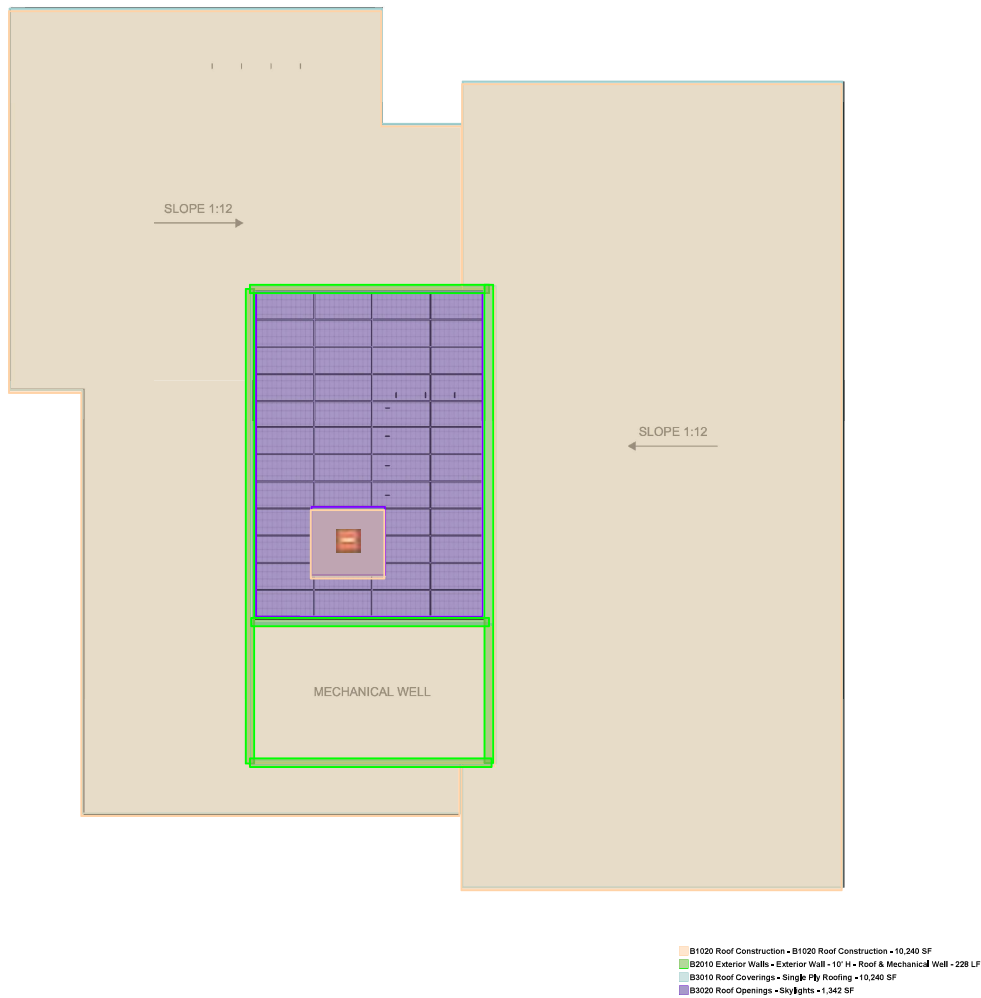 SLOPE 1:12
SLOPE 1:12
MECHANICAL WELL
B1020 Roof Construction - B1020 Roof Construction - 10,240 SF
B2010 Exterior Walls - Exterior Wall - 10' H - Roof & Mechanical Well - 228 LF
B3010 Roof Coverings - Single Ply Roofing - 10,240 SF
B3020 Roof Openings - Skylights - 1,342 SF